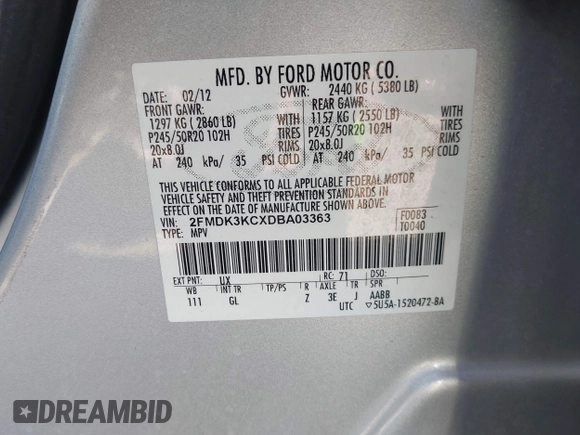 MFD. BY FORD MOTOR CO.
DATE: 02/12 GVWR: 2440 KG ( 5380 LB)
FRONT GAWR: REAR GAWR:
1297 KG ( 2860 LB) WITH 1157 KG ( 2550 LB) WITH
P245/50R20 102H TIRES P245/50R20 102H TIRES
20x8.0J RIMS 20x8.0J RIMS
AT 240 kPa/ 35 PSI COLD AT 240 kPa/ 35 PSI COLD
THIS VEHICLE CONFORMS TO ALL APPLICABLE FEDERAL MOTOR
VEHICLE SAFETY AND THEFT PREVENTION STANDARDS IN
EFFECT ON THE DATE OF MANUFACTURE SHOWN ABOVE.
VIN: 2FMDK3KCXDBA03363 F0083
TYPE: MPV T0040
EXT PNT: UX RC: 71 DSO:
WB INT TR TP/PS R AXLE TR SPR
111 GL Z 3E J AABB
UTC ▽5U5A-1520472-BA
DREAMBID